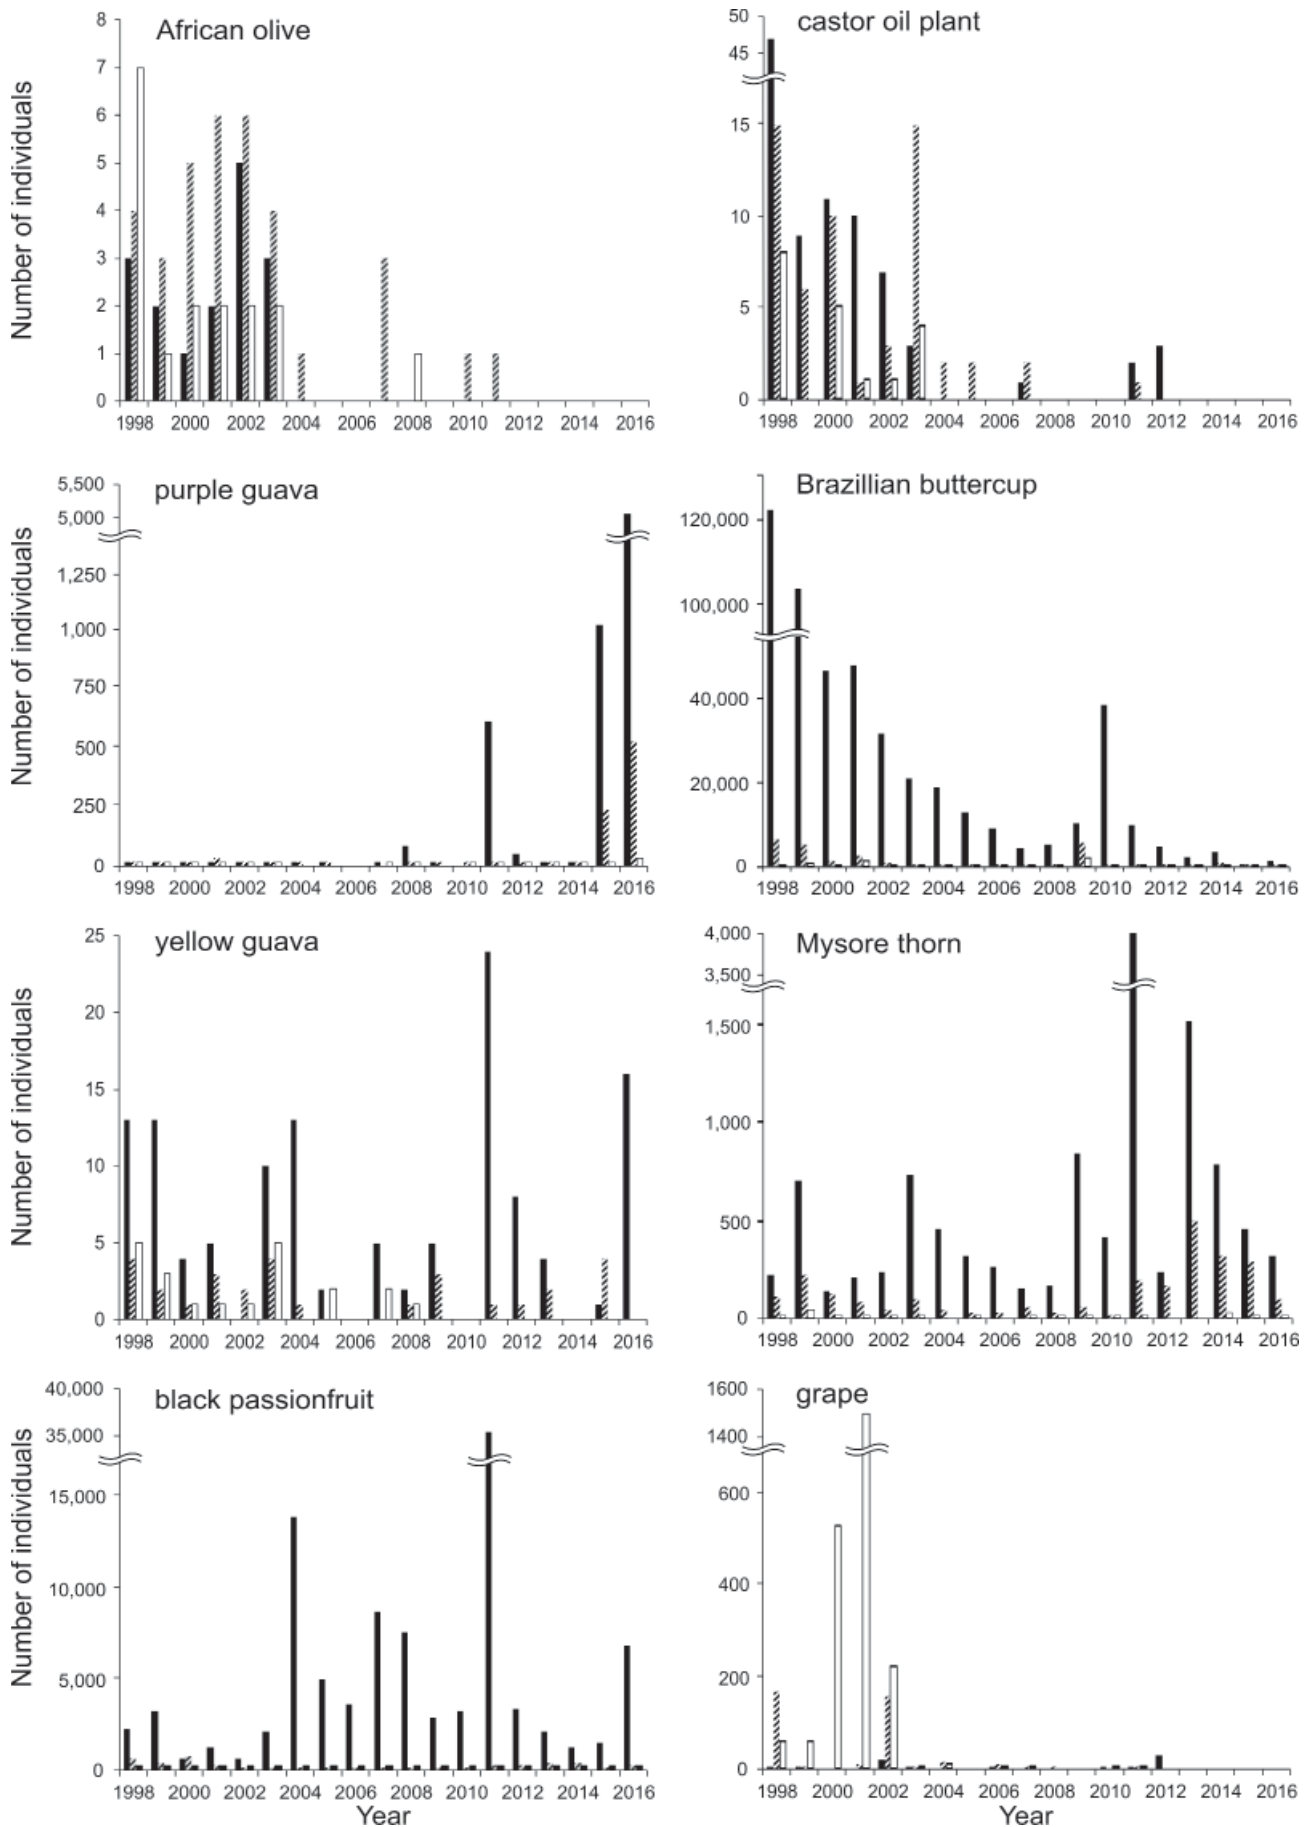 African olive
Number of individuals
8
7
6
5
4
3
2
1
0
1998 2000 2002 2004 2006 2008 2010 2012 2014 2016
castor oil plant
50
45
15
10
5
0
1998 2000 2002 2004 2006 2008 2010 2012 2014 2016
purple guava
Number of individuals
5,500
5,000
1,250
1,000
750
500
250
0
1998 2000 2002 2004 2006 2008 2010 2012 2014 2016
Brazillian buttercup
120,000
100,000
40,000
20,000
0
1998 2000 2002 2004 2006 2008 2010 2012 2014 2016
yellow guava
Number of individuals
25
20
15
10
5
0
1998 2000 2002 2004 2006 2008 2010 2012 2014 2016
Mysore thorn
4,000
3,500
1,500
1,000
500
0
1998 2000 2002 2004 2006 2008 2010 2012 2014 2016
black passionfruit
Number of individuals
40,000
35,000
15,000
10,000
5,000
0
1998 2000 2002 2004 2006 2008 2010 2012 2014 2016
Year
grape
1600
1400
600
400
200
0
1998 2000 2002 2004 2006 2008 2010 2012 2014 2016
Year